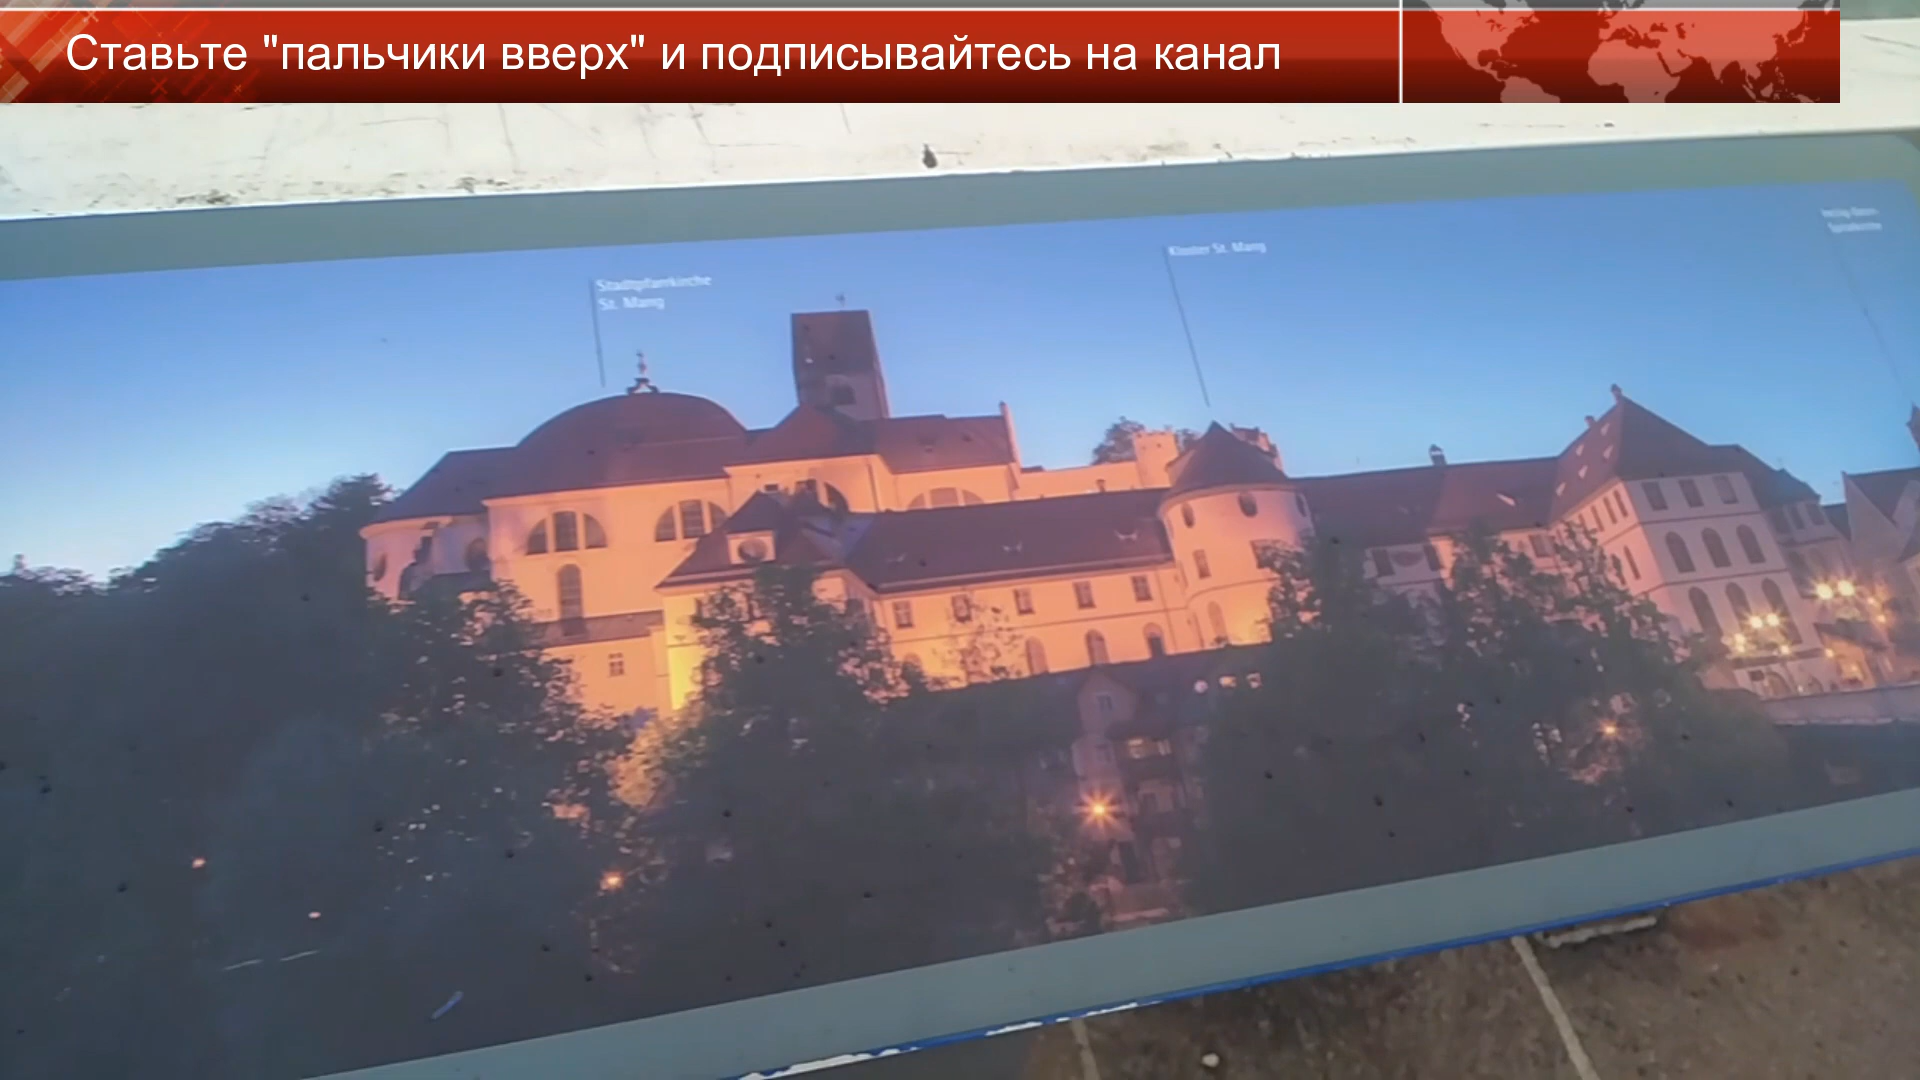 Ставьте "пальчики вверх" и подписывайтесь на канал
Stadtpfarrkirche
St. Mang
Kloster St. Mang